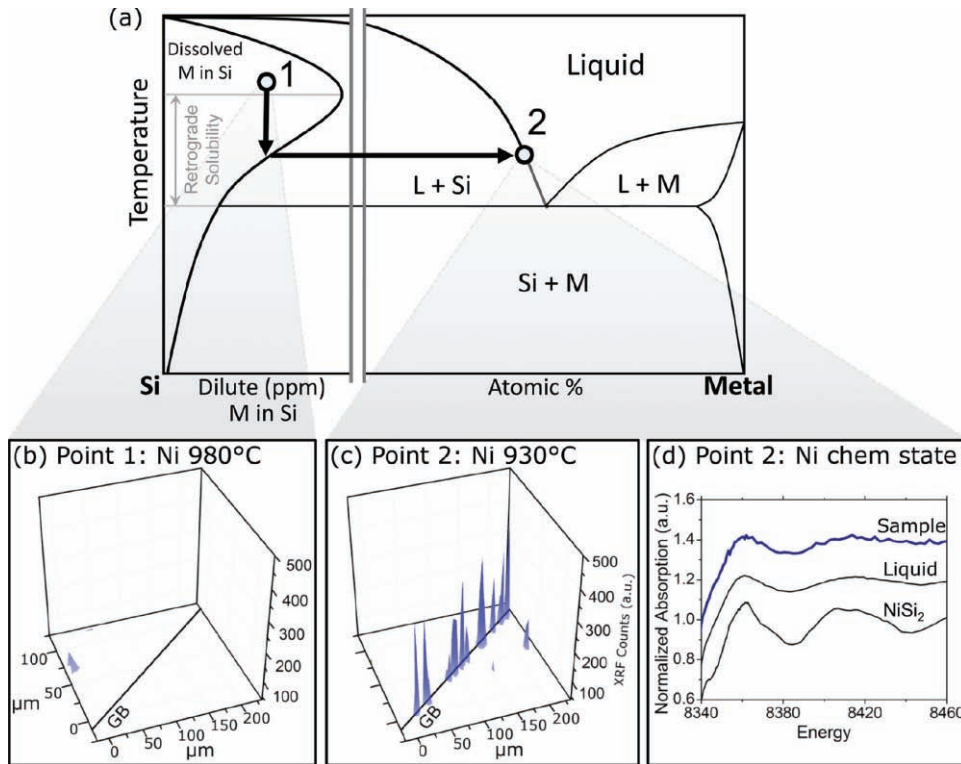 (a)
Dissolved
M in Si
1
Liquid
2
Temperature
Retrograde
Solubility
L + Si
L + M
Si + M
Si
Dilute (ppm)
M in Si
Atomic %
Metal
(b) Point 1: Ni 980°C
500
400
300
200
100
100
50
0
μm
GB
0
50
100
150
200
μm
(c) Point 2: Ni 930°C
500
400
300
200
100
XRF Counts (a.u.)
GB
0
50
100
150
200
μm
(d) Point 2: Ni chem state
Normalized Absorption (a.u.)
1.6
1.4
1.2
1.0
0.8
0.6
Sample
Liquid
NiSi₂
8340
8380
8420
8460
Energy